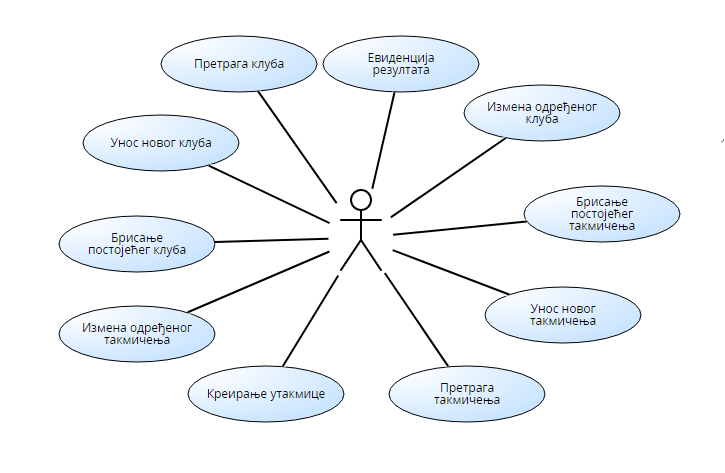 Претрага клуба
Евиденција
резултата
Измена одређеног
клуба
Унос новог клуба
Брисање
постојећег
такмичења
Брисање
постојећег клуба
Унос новог
такмичења
Измена одређеног
такмичења
Креирање утакмице
Претрага
такмичења